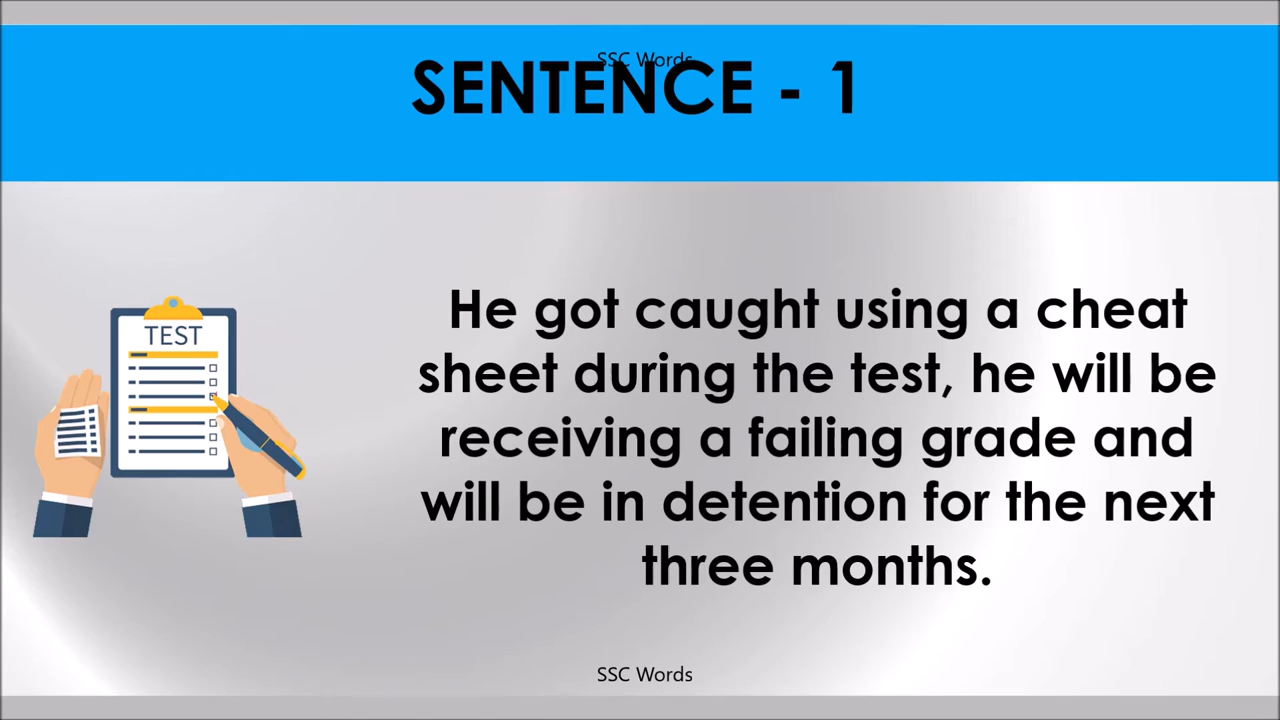 SSC Words
SENTENCE - 1
TEST
He got caught using a cheat
sheet during the test, he will be
receiving a failing grade and
will be in detention for the next
three months.
SSC Words